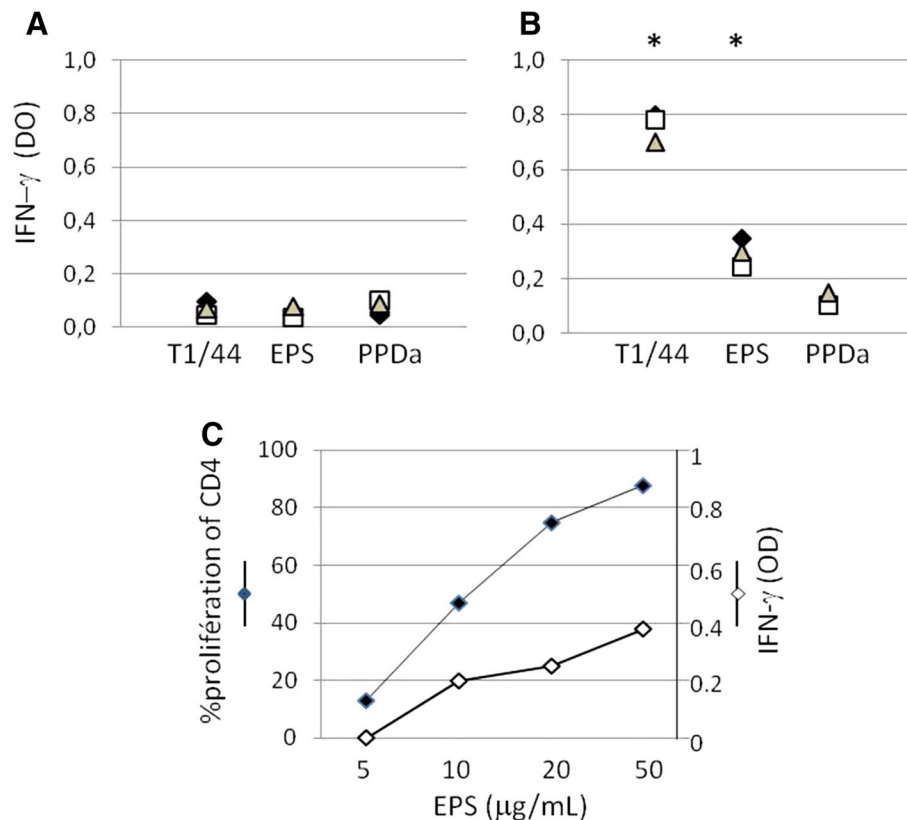 A
IFN–γ (DO)
1,0
0,8
0,6
0,4
0,2
0,0
T1/44 EPS PPDa
B
* *
1,0
0,8
0,6
0,4
0,2
0,0
T1/44 EPS PPDa
C
%prolifération of CD4
100
80
60
40
20
0
1
0.8
0.6
0.4
0.2
0
IFN-γ (OD)
5 10 20 50
EPS (µg/mL)